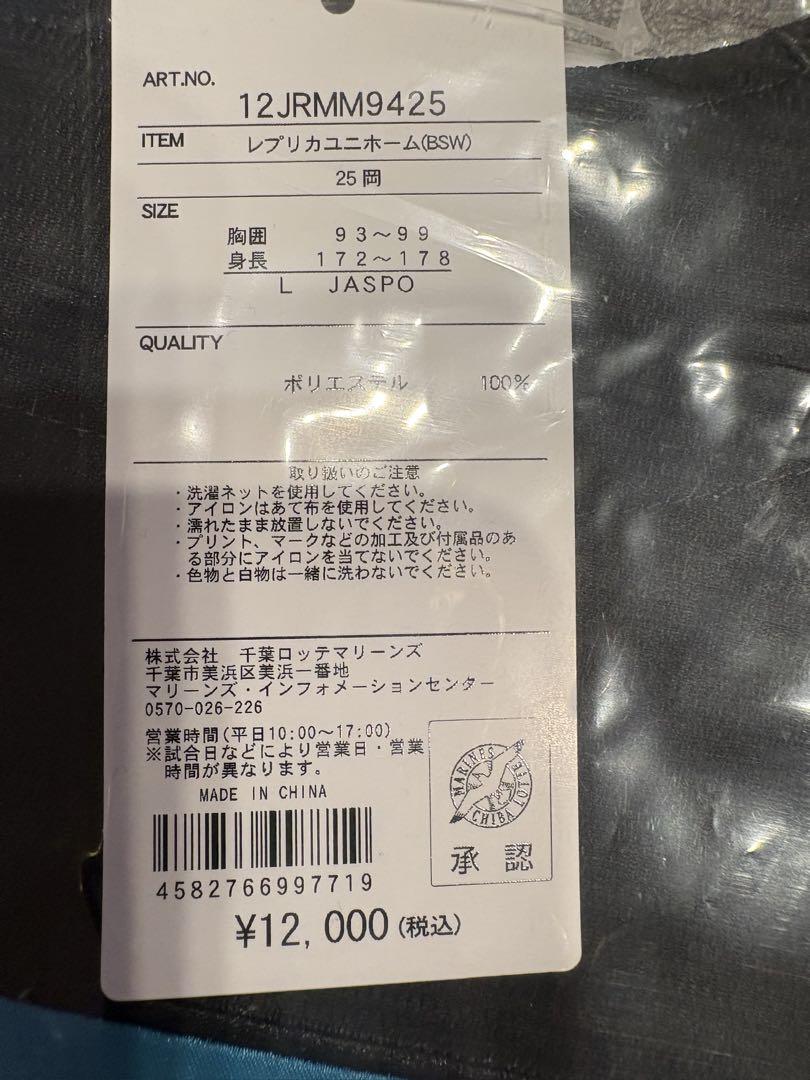 ART.NO.
12JRMM9425
ITEM レプリカユニホーム(BSW)
25 岡
SIZE
胸囲 93～99
身長 172～178
L JASPO
QUALITY
ポリエステル 100%
取り扱いのご注意
・洗濯ネットを使用してください。
・アイロンはあて布を使用してください。
・濡れたまま放置しないでください。
・プリント、マークなどの加工及び付属品のあ
る部分にアイロンを当てないでください。
・色物と白物は一緒に洗わないでください。
株式会社 千葉ロッテマリーンズ
千葉市美浜区美浜一番地
マリーンズ・インフォメーションセンター
0570-026-226
営業時間(平日10:00～17:00)
※試合日などにより営業日・営業
時間が異なります。
MADE IN CHINA
MARINES
CHIBA LOTTE
承認
4582766997719
¥12,000(税込)